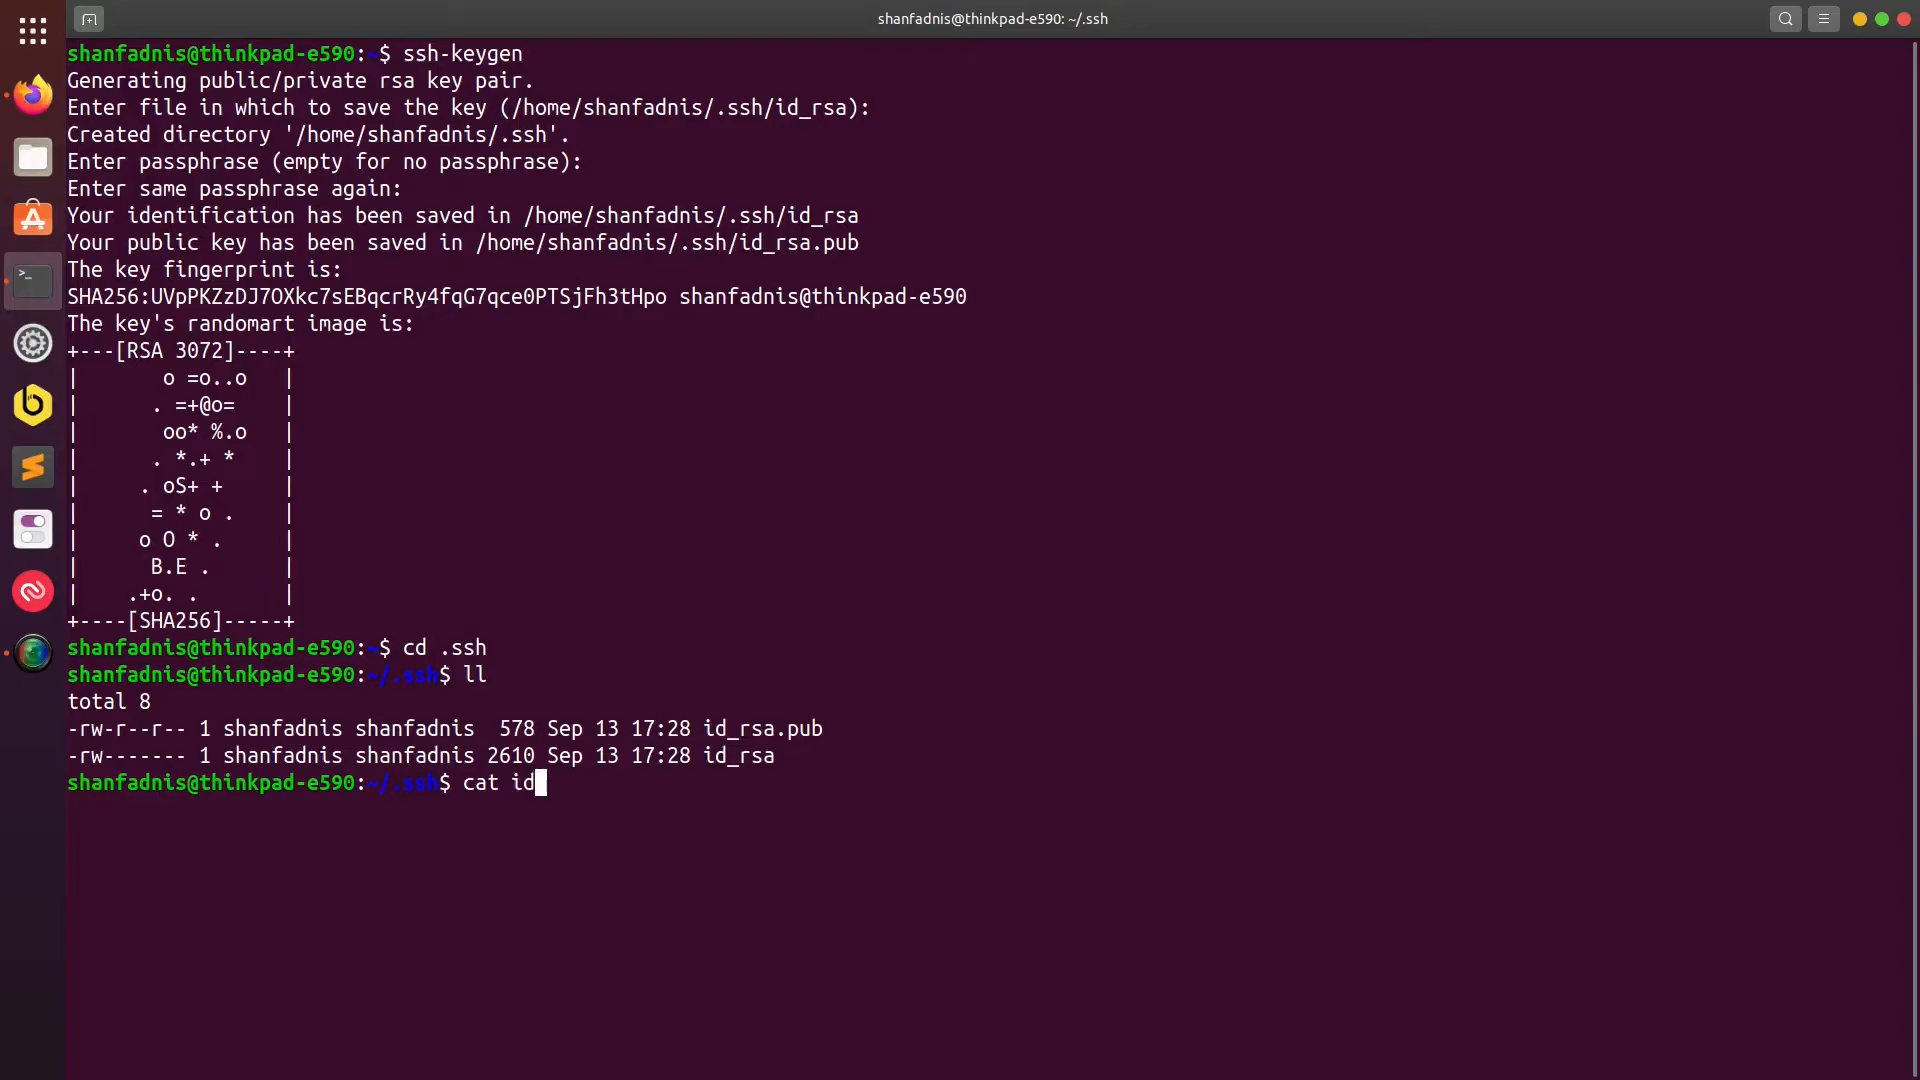 shanfadnis@thinkpad-e590: ~/.ssh
shanfadnis@thinkpad-e590:~$ ssh-keygen
Generating public/private rsa key pair.
Enter file in which to save the key (/home/shanfadnis/.ssh/id_rsa):
Created directory '/home/shanfadnis/.ssh'.
Enter passphrase (empty for no passphrase):
Enter same passphrase again:
Your identification has been saved in /home/shanfadnis/.ssh/id_rsa
Your public key has been saved in /home/shanfadnis/.ssh/id_rsa.pub
The key fingerprint is:
SHA256:UVpPKZzDJ7OXkc7sEBqcrRy4fqG7qce0PTSjFh3tHpo shanfadnis@thinkpad-e590
The key's randomart image is:
+---[RSA 3072]----+
|       o =o..o   |
|      . =+@o=    |
|       oo* %.o   |
|      . *.+ *    |
|     . oS+ +     |
|      = * o .    |
|     o O * .     |
|      B.E .      |
|    .+o. .       |
+----[SHA256]-----+
shanfadnis@thinkpad-e590:~$ cd .ssh
shanfadnis@thinkpad-e590:~/.ssh$ ll
total 8
-rw-r--r-- 1 shanfadnis shanfadnis  578 Sep 13 17:28 id_rsa.pub
-rw------- 1 shanfadnis shanfadnis 2610 Sep 13 17:28 id_rsa
shanfadnis@thinkpad-e590:~/.ssh$ cat id